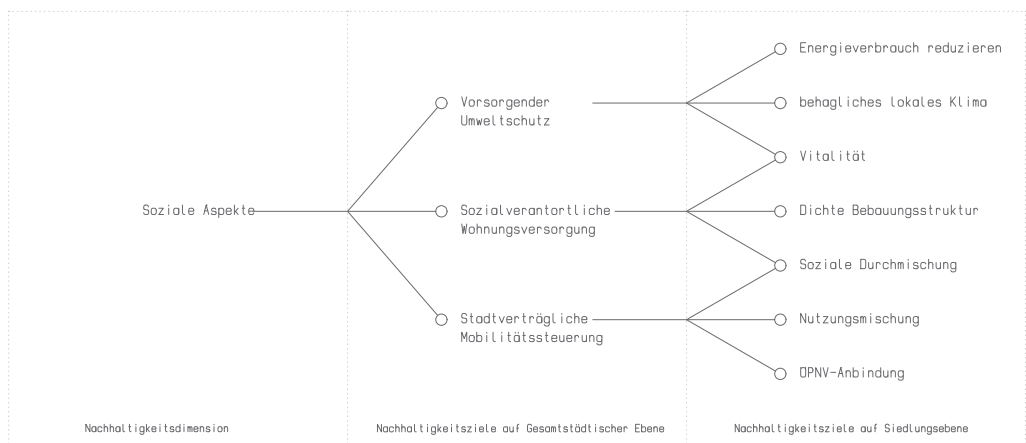 Energieverbrauch reduzieren
Vorsorgender
Umweltschutz
behagliches lokales Klima
Vitalität
Soziale Aspekte
Sozialverantortliche
Wohnungsversorgung
Dichte Bebauungsstruktur
Soziale Durchmischung
Stadtverträgliche
Mobilitätssteuerung
Nutzungsmischung
ÖPNV-Anbindung
Nachhaltigkeitsdimension
Nachhaltigkeitsziele auf Gesamtstädtischer Ebene
Nachhaltigkeitsziele auf Siedlungsebene